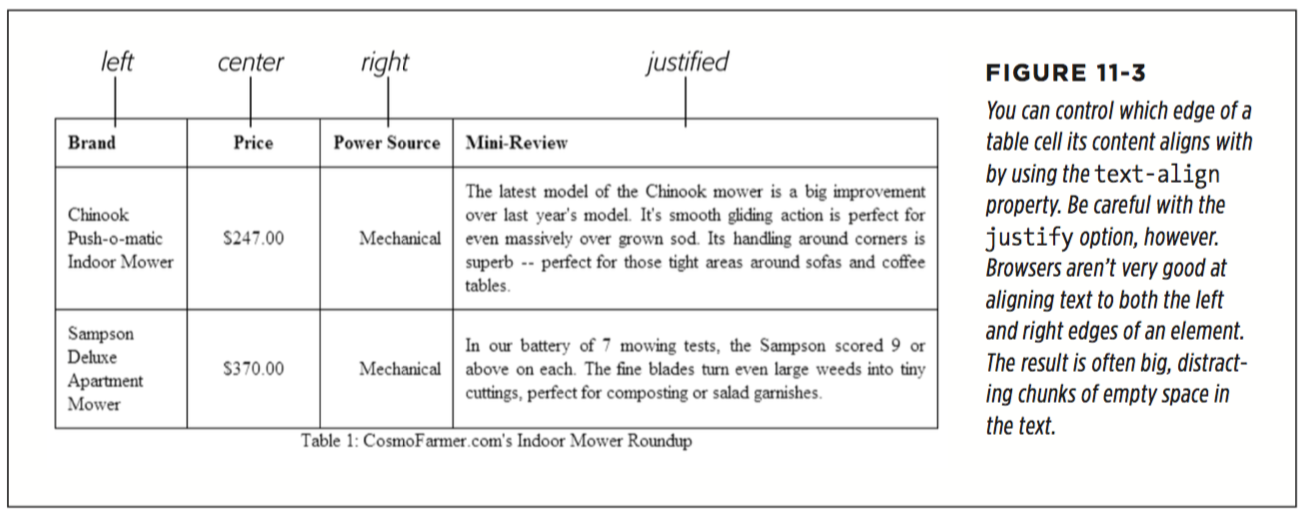 left center right justified
Brand Price Power Source Mini-Review
Chinook
Push-o-matic
Indoor Mower
$247.00
Mechanical
The latest model of the Chinook mower is a big improvement
over last year's model. It's smooth gliding action is perfect for
even massively over grown sod. Its handling around corners is
superb -- perfect for those tight areas around sofas and coffee
tables.
Sampson
Deluxe
Apartment
Mower
$370.00
Mechanical
In our battery of 7 mowing tests, the Sampson scored 9 or
above on each. The fine blades turn even large weeds into tiny
cuttings, perfect for composting or salad garnishes.
Table 1: CosmoFarmer.com's Indoor Mower Roundup
FIGURE 11-3
You can control which edge of a
table cell its content aligns with
by using the text-align
property. Be careful with the
justify option, however.
Browsers aren’t very good at
aligning text to both the left
and right edges of an element.
The result is often big, distract-
ing chunks of empty space in
the text.